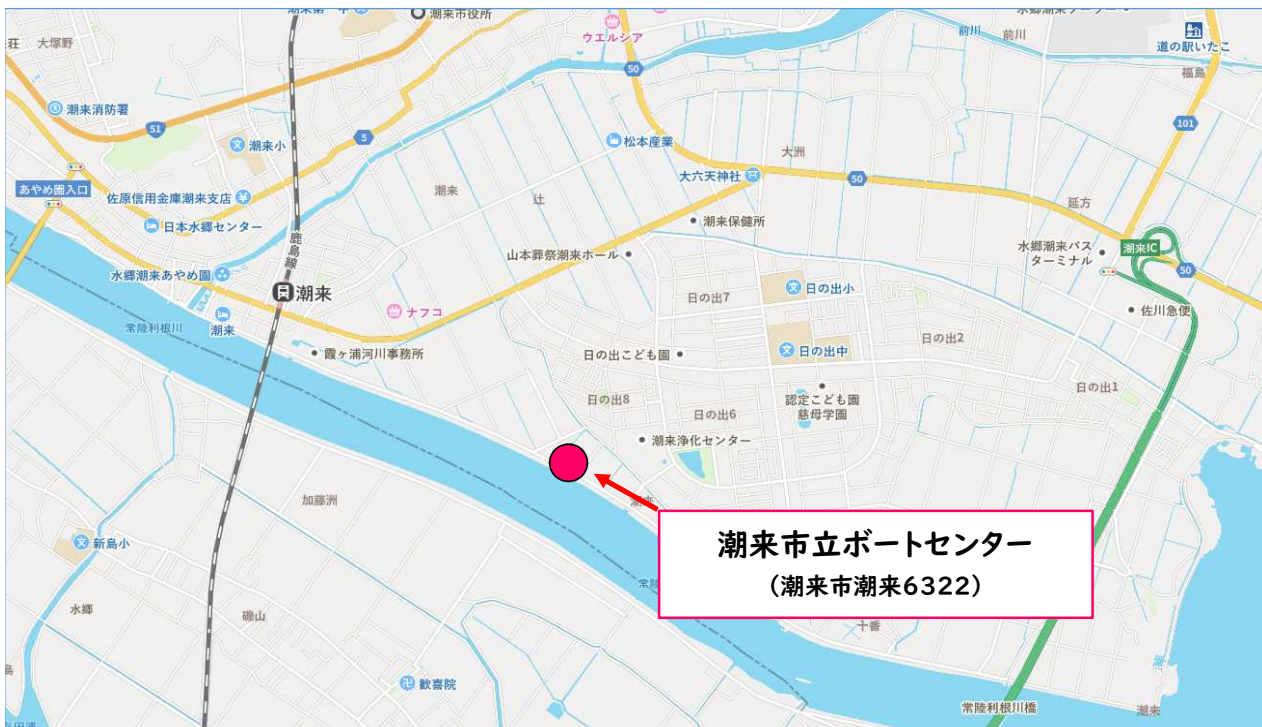 潮来市役所
ウエルシア
前川
前川
道の駅いたこ
荘
大塚野
50
福島
潮来消防署
51
潮来小
5
松本産業
101
大洲
あやめ園入口
佐原信用金庫潮来支店
潮来
大六天神社
50
日本水郷センター
辻
延方
鹿島線
潮来保健所
水郷潮来バス
ターミナル
潮来IC
山本葬祭潮来ホール
50
水郷潮来あやめ園
潮来
日の出7
日の出小
ナフコ
佐川急便
常陸利根川
潮来
霞ヶ浦河川事務所
日の出こども園
日の出中
日の出2
日の出1
日の出8
認定こども園
慈母学園
日の出6
潮来浄化センター
加藤洲
潮来
潮来市立ボートセンター
(潮来市潮来6322)
新島小
水郷
磯山
十番
歓喜院
常陸利根川橋
潮来